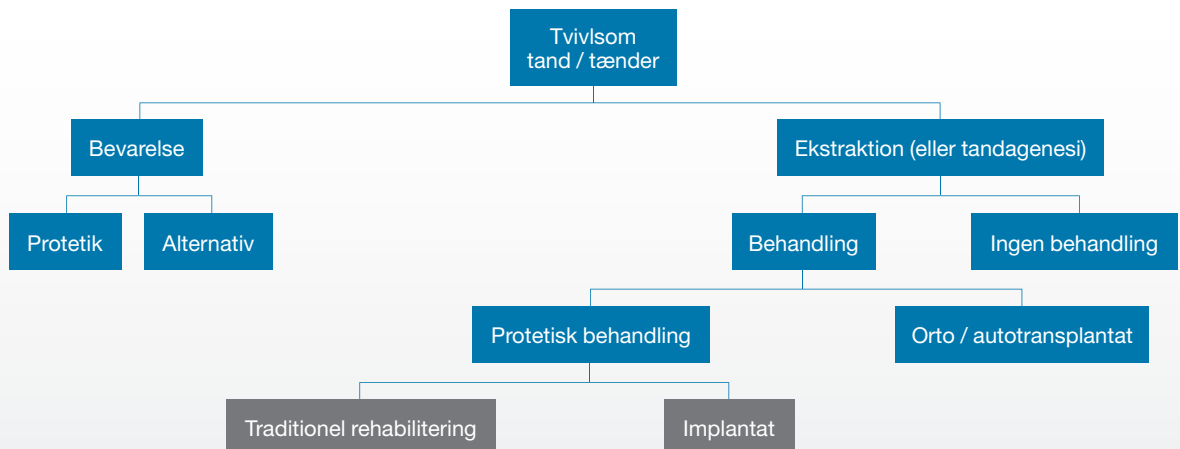 Tvivlsom
tand / tænder
Bevarelse
Ekstraktion (eller tandagenesi)
Protetik
Alternativ
Behandling
Ingen behandling
Protetisk behandling
Orto / autotransplantat
Traditionel rehabilitering
Implantat